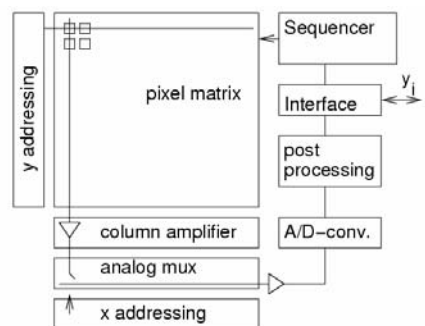 Sequencer
y addressing
pixel matrix
Interface
y_i
post
processing
column amplifier
A/D-conv.
analog mux
x addressing